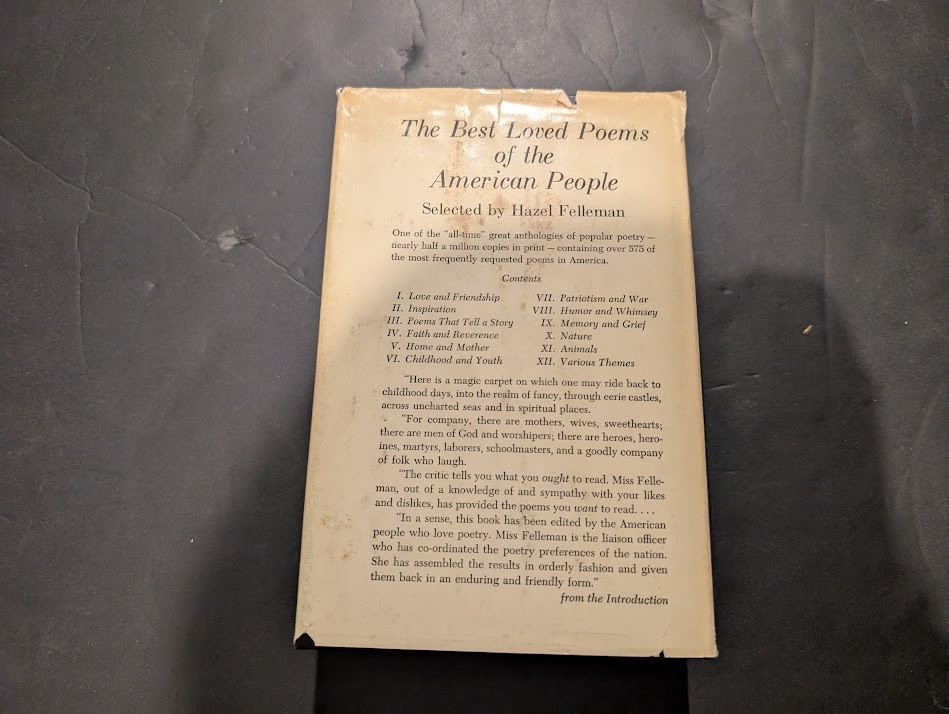 The Best Loved Poems
of the
American People
Selected by Hazel Felleman
One of the "all-time" great anthologies of popular poetry —
nearly half a million copies in print — containing over 575 of
the most frequently requested poems in America.
Contents
I. Love and Friendship
II. Inspiration
III. Poems That Tell a Story
IV. Faith and Reverence
V. Home and Mother
VI. Childhood and Youth
VII. Patriotism and War
VIII. Humor and Whimsey
IX. Memory and Grief
X. Nature
XI. Animals
XII. Various Themes
"Here is a magic carpet on which one may ride back to
childhood days, into the realm of fancy, through eerie castles,
across uncharted seas and in spiritual places.
"For company, there are mothers, wives, sweethearts;
there are men of God and worshipers; there are heroes, hero-
ines, martyrs, laborers, schoolmasters, and a goodly company
of folk who laugh.
"The critic tells you what you ought to read. Miss Felle-
man, out of a knowledge of and sympathy with your likes
and dislikes, has provided the poems you want to read. . . .
"In a sense, this book has been edited by the American
people who love poetry. Miss Felleman is the liaison officer
who has co-ordinated the poetry preferences of the nation.
She has assembled the results in orderly fashion and given
them back in an enduring and friendly form."
from the Introduction